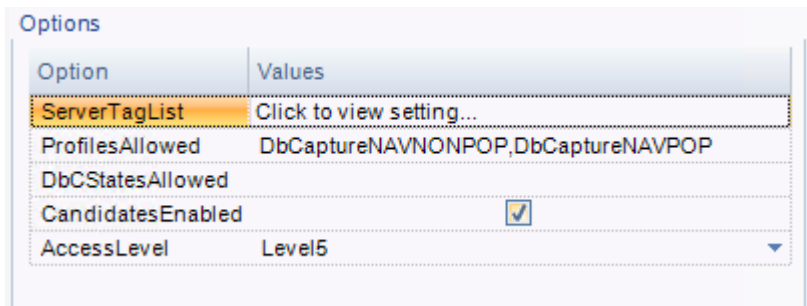 Options
Option Values
ServerTagList Click to view setting...
ProfilesAllowed DbCaptureNAVNONPOP,DbCaptureNAVPOP
DbCStatesAllowed
CandidatesEnabled
AccessLevel Level5